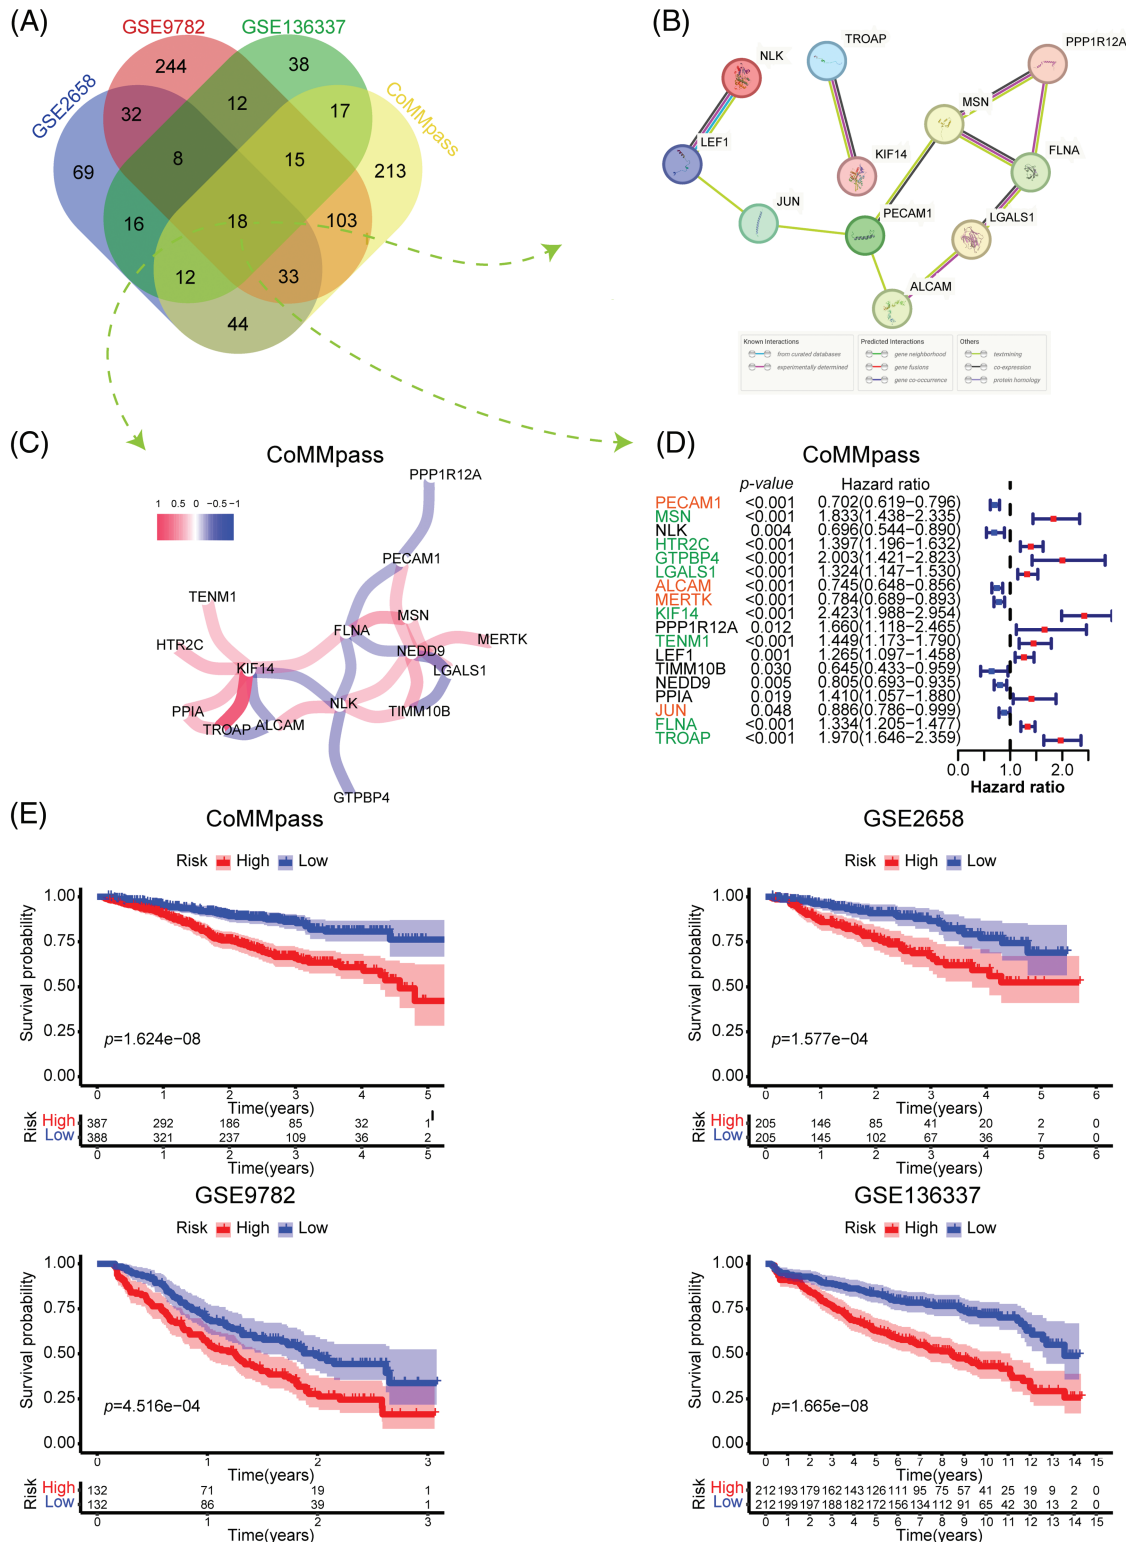 (A)
GSE9782
GSE136337
GSE2658
CoMMpass
244
38
32
12
17
69
8
15
213
16
18
103
12
33
44
(B)
NLK
TROAP
PPP1R12A
MSN
LEF1
KIF14
FLNA
JUN
PECAM1
LGALS1
ALCAM
Known Interactions
from curated databases
experimentally determined
Predicted Interactions
gene neighborhood
gene fusions
gene co-occurrence
Others
textmining
co-expression
protein homology
(C)
CoMMpass
1 0.5 0 −0.5 −1
PPP1R12A
PECAM1
TENM1
MSN
FLNA
MERTK
HTR2C
NEDD9
KIF14
LGALS1
PPIA
NLK
TIMM10B
TROAP
ALCAM
GTPBP4
(D)
CoMMpass
p-value Hazard ratio
PECAM1 <0.001 0.702(0.619−0.796)
MSN <0.001 1.833(1.438−2.335)
NLK 0.004 0.696(0.544−0.890)
HTR2C <0.001 1.397(1.196−1.632)
GTPBP4 <0.001 2.003(1.421−2.823)
LGALS1 <0.001 1.324(1.147−1.530)
ALCAM <0.001 0.745(0.648−0.856)
MERTK <0.001 0.784(0.689−0.893)
KIF14 <0.001 2.423(1.988−2.954)
PPP1R12A 0.012 1.660(1.118−2.465)
TENM1 <0.001 1.449(1.173−1.790)
LEF1 0.001 1.265(1.097−1.458)
TIMM10B 0.030 0.645(0.433−0.959)
NEDD9 0.005 0.805(0.693−0.935)
PPIA 0.019 1.410(1.057−1.880)
JUN 0.048 0.886(0.786−0.999)
FLNA <0.001 1.334(1.205−1.477)
TROAP <0.001 1.970(1.646−2.359)
0.0 1.0 2.0
Hazard ratio
(E)
CoMMpass
Risk High Low
Survival probability
1.00
0.75
0.50
0.25
0.00
p=1.624e−08
0 1 2 3 4 5
Time(years)
Risk
High 387 292 186 85 32 1
Low 388 321 237 109 36 2
0 1 2 3 4 5
Time(years)
GSE2658
Risk High Low
Survival probability
1.00
0.75
0.50
0.25
0.00
p=1.577e−04
0 1 2 3 4 5 6
Time(years)
Risk
High 205 146 85 41 20 2 0
Low 205 145 102 67 36 7 0
0 1 2 3 4 5 6
Time(years)
GSE9782
Risk High Low
Survival probability
1.00
0.75
0.50
0.25
0.00
p=4.516e−04
0 1 2 3
Time(years)
Risk
High 132 71 19 1
Low 132 86 39 1
0 1 2 3
Time(years)
GSE136337
Risk High Low
Survival probability
1.00
0.75
0.50
0.25
0.00
p=1.665e−08
0 1 2 3 4 5 6 7 8 9 10 11 12 13 14 15
Time(years)
Risk
High 212 193 179 162 143 126 111 95 75 57 41 25 19 9 2 0
Low 212 199 197 188 182 172 156 134 112 91 65 42 30 13 2 0
0 1 2 3 4 5 6 7 8 9 10 11 12 13 14 15
Time(years)